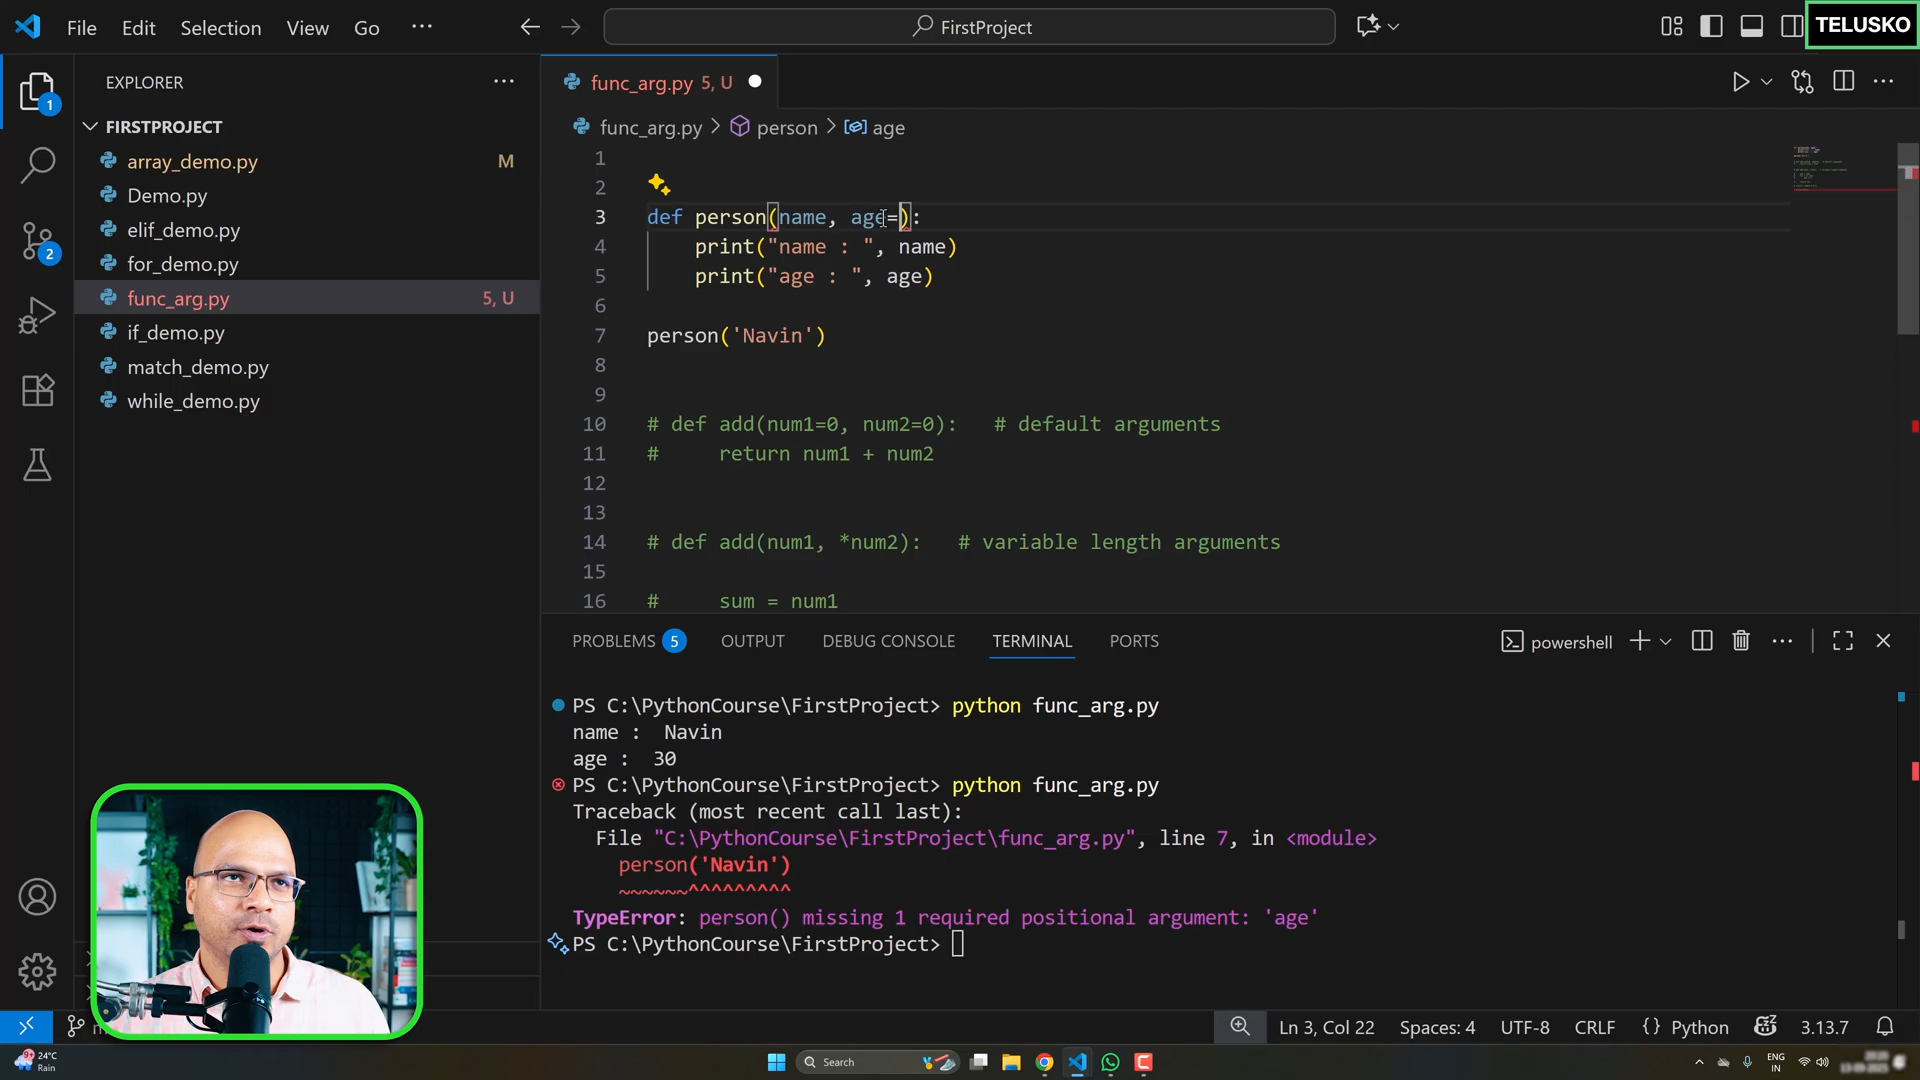 File Edit Selection View Go ...
FirstProject
TELUSKO
EXPLORER
FIRSTPROJECT
array_demo.py M
Demo.py
elif_demo.py
for_demo.py
func_arg.py 5, U
if_demo.py
match_demo.py
while_demo.py
1
2
func_arg.py 5, U
func_arg.py > person > age
1
2
3 def person(name, age=):
4 print("name : ", name)
5 print("age : ", age)
6
7 person('Navin')
8
9
10 # def add(num1=0, num2=0): # default arguments
11 # return num1 + num2
12
13
14 # def add(num1, *num2): # variable length arguments
15
16 # sum = num1
PROBLEMS 5 OUTPUT DEBUG CONSOLE TERMINAL PORTS
powershell
PS C:\PythonCourse\FirstProject> python func_arg.py
name : Navin
age : 30
PS C:\PythonCourse\FirstProject> python func_arg.py
Traceback (most recent call last):
File "C:\PythonCourse\FirstProject\func_arg.py", line 7, in <module>
person('Navin')
~~~~~~^^^^^^^^^
TypeError: person() missing 1 required positional argument: 'age'
PS C:\PythonCourse\FirstProject>
Ln 3, Col 22 Spaces: 4 UTF-8 CRLF {} Python 3.13.7
24°C
Rain
Search
ENG
IN